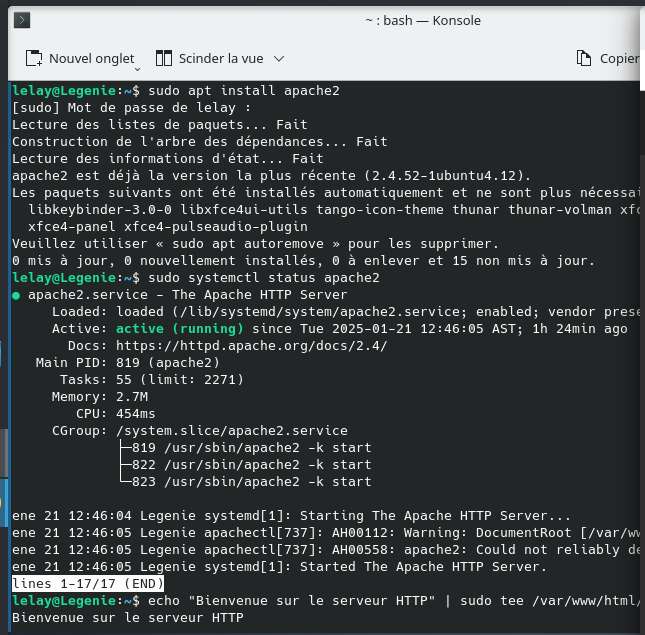 ~ : bash — Konsole
Nouvel onglet
Scinder la vue
Copier
lelay@Legenie:~$ sudo apt install apache2
[sudo] Mot de passe de lelay :
Lecture des listes de paquets... Fait
Construction de l'arbre des dépendances... Fait
Lecture des informations d'état... Fait
apache2 est déjà la version la plus récente (2.4.52-1ubuntu4.12).
Les paquets suivants ont été installés automatiquement et ne sont plus nécessai
libkeybinder-3.0-0 libxfce4ui-utils tango-icon-theme thunar thunar-volman xfc
xfce4-panel xfce4-pulseaudio-plugin
Veuillez utiliser « sudo apt autoremove » pour les supprimer.
0 mis à jour, 0 nouvellement installés, 0 à enlever et 15 non mis à jour.
lelay@Legenie:~$ sudo systemctl status apache2
● apache2.service - The Apache HTTP Server
Loaded: loaded (/lib/systemd/system/apache2.service; enabled; vendor prese
Active: active (running) since Tue 2025-01-21 12:46:05 AST; 1h 24min ago
Docs: https://httpd.apache.org/docs/2.4/
Main PID: 819 (apache2)
Tasks: 55 (limit: 2271)
Memory: 2.7M
CPU: 454ms
CGroup: /system.slice/apache2.service
├─819 /usr/sbin/apache2 -k start
├─822 /usr/sbin/apache2 -k start
└─823 /usr/sbin/apache2 -k start
ene 21 12:46:04 Legenie systemd[1]: Starting The Apache HTTP Server...
ene 21 12:46:05 Legenie apachectl[737]: AH00112: Warning: DocumentRoot [/var/ww
ene 21 12:46:05 Legenie apachectl[737]: AH00558: apache2: Could not reliably de
ene 21 12:46:05 Legenie systemd[1]: Started The Apache HTTP Server.
lines 1-17/17 (END)
lelay@Legenie:~$ echo "Bienvenue sur le serveur HTTP" | sudo tee /var/www/html/
Bienvenue sur le serveur HTTP